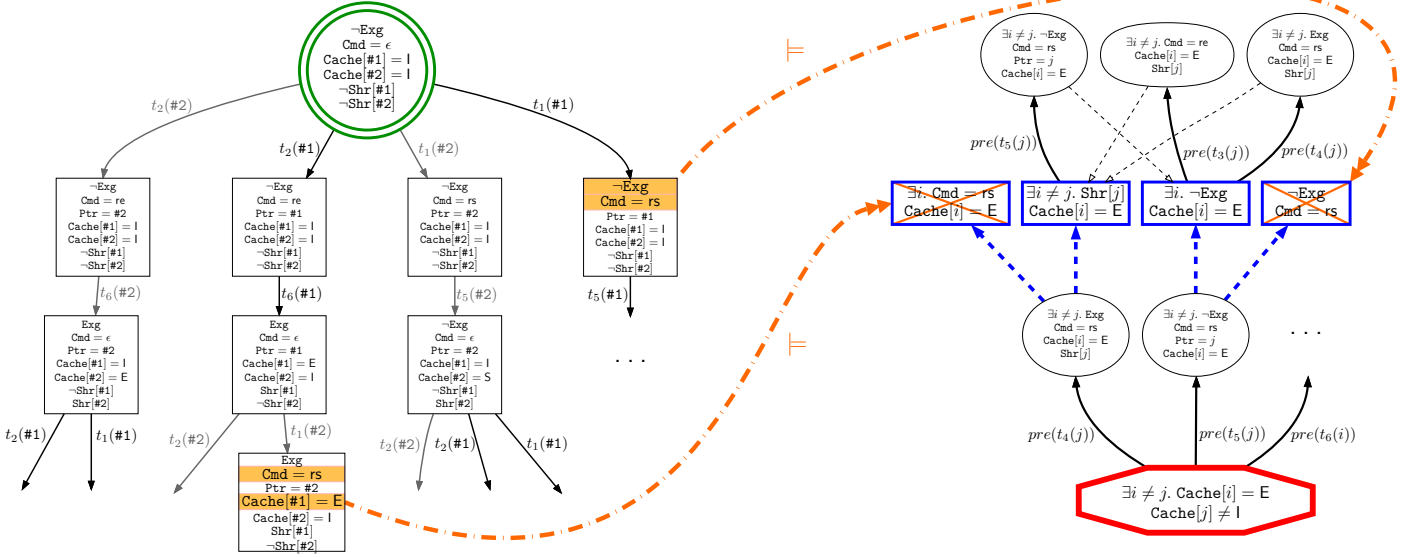 ¬Exg
Cmd = ϵ
Cache[#1] = I
Cache[#2] = I
¬Shr[#1]
¬Shr[#2]
t₂(#2)
t₂(#1)
t₁(#2)
t₁(#1)
¬Exg
Cmd = re
Ptr = #2
Cache[#1] = I
Cache[#2] = I
¬Shr[#1]
¬Shr[#2]
¬Exg
Cmd = re
Ptr = #1
Cache[#1] = I
Cache[#2] = I
¬Shr[#1]
¬Shr[#2]
¬Exg
Cmd = rs
Ptr = #2
Cache[#1] = I
Cache[#2] = I
¬Shr[#1]
¬Shr[#2]
¬Exg
Cmd = rs
Ptr = #1
Cache[#1] = I
Cache[#2] = I
¬Shr[#1]
¬Shr[#2]
t₆(#2)
t₆(#1)
t₅(#2)
t₅(#1)
Exg
Cmd = ϵ
Ptr = #2
Cache[#1] = I
Cache[#2] = E
¬Shr[#1]
Shr[#2]
Exg
Cmd = ϵ
Ptr = #1
Cache[#1] = E
Cache[#2] = I
Shr[#1]
¬Shr[#2]
¬Exg
Cmd = ϵ
Ptr = #2
Cache[#1] = I
Cache[#2] = S
¬Shr[#1]
Shr[#2]
. . .
t₂(#1)
t₁(#1)
t₂(#2)
t₁(#2)
t₂(#2)
t₂(#1)
t₁(#1)
Exg
Cmd = rs
Ptr = #2
Cache[#1] = E
Cache[#2] = I
Shr[#1]
¬Shr[#2]
⊨
⊨
∃i ≠ j. ¬Exg
Cmd = rs
Ptr = j
Cache[i] = E
∃i ≠ j. Cmd = re
Cache[i] = E
Shr[j]
∃i ≠ j. Exg
Cmd = rs
Cache[i] = E
Shr[j]
pre(t₅(j))
pre(t₃(j))
pre(t₄(j))
∃i. Cmd = rs
Cache[i] = E
∃i ≠ j. Shr[j]
Cache[i] = E
∃i. ¬Exg
Cache[i] = E
¬Exg
Cmd = rs
∃i ≠ j. Exg
Cmd = rs
Cache[i] = E
Shr[j]
∃i ≠ j. ¬Exg
Cmd = rs
Ptr = j
Cache[i] = E
. . .
pre(t₄(j))
pre(t₅(j))
pre(t₆(i))
∃i ≠ j. Cache[i] = E
Cache[j] ≠ I